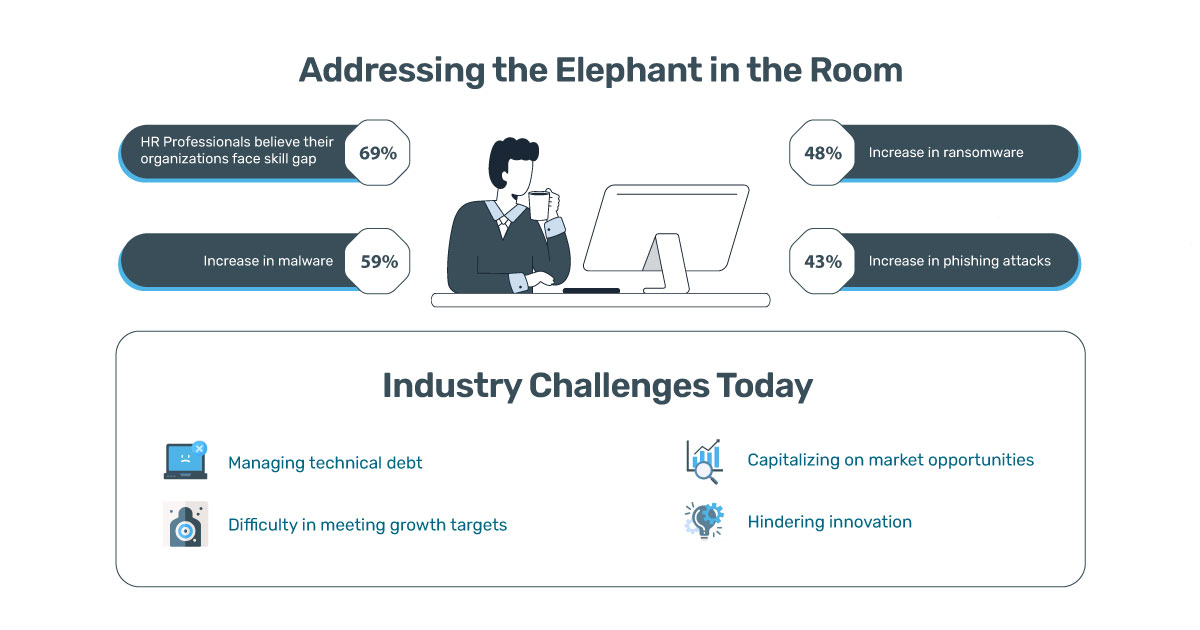 Addressing the Elephant in the Room
HR Professionals believe their
organizations face skill gap
69%
48%
Increase in ransomware
Increase in malware
59%
43%
Increase in phishing attacks
Industry Challenges Today
Managing technical debt
Capitalizing on market opportunities
Difficulty in meeting growth targets
Hindering innovation